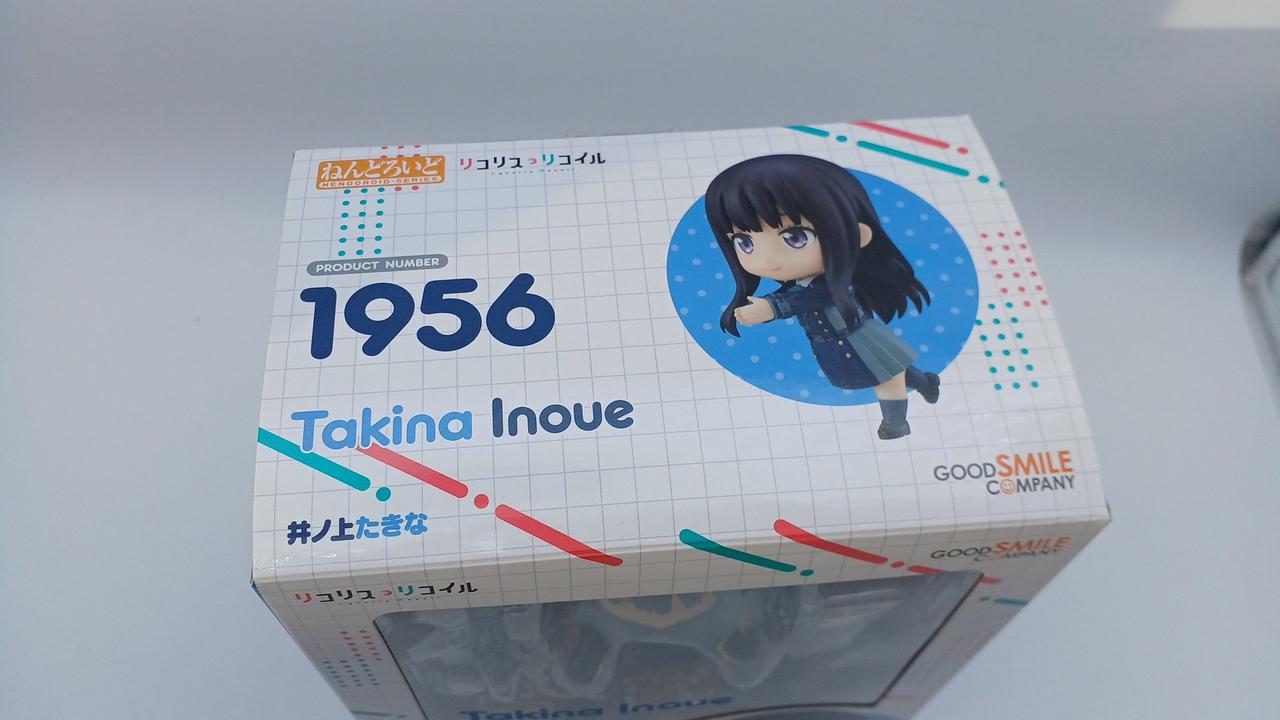 ねんどろいど
NENDOROID-SERIES
リコリス・リコイル
PRODUCT NUMBER
1956
Takina Inoue
井ノ上たきな
GOOD SMILE
COMPANY
GOOD SMILE
COMPANY
リコリス・リコイル
Takina Inoue